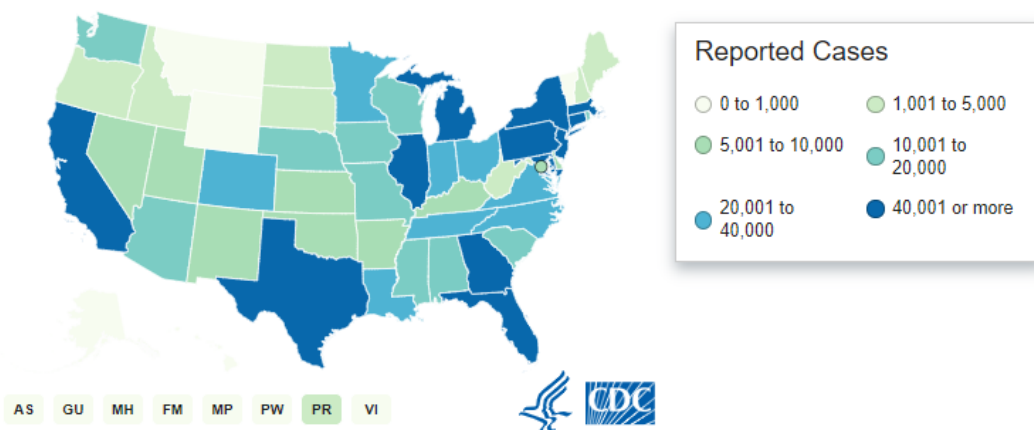 Reported Cases
0 to 1,000
1,001 to 5,000
5,001 to 10,000
10,001 to
20,000
20,001 to
40,000
40,001 or more
AS GU MH FM MP PW PR VI
CDC